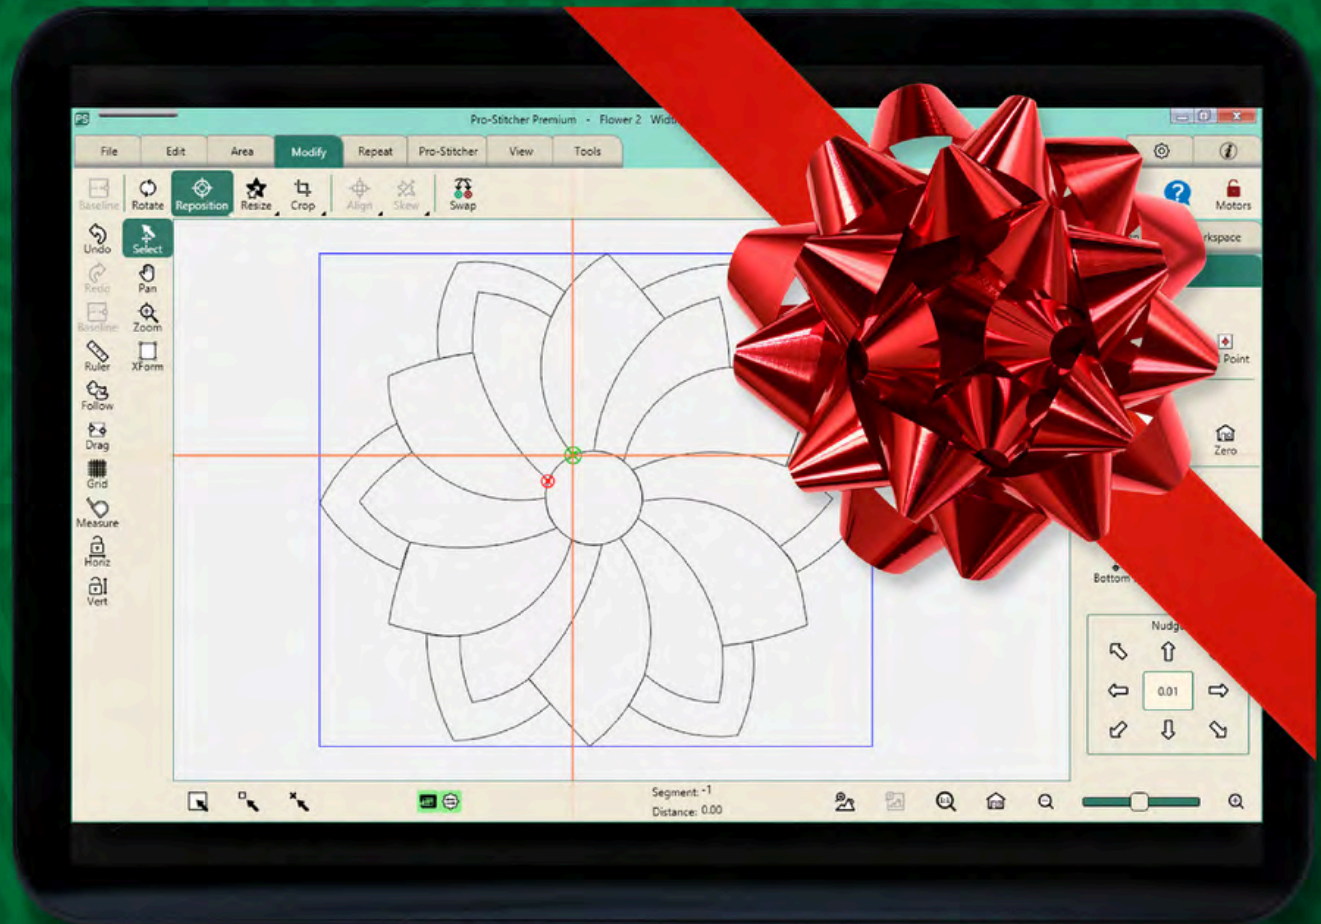 PS
Pro-Stitcher Premium - Flower 2
File Edit Area Modify Repeat Pro-Stitcher View Tools
Baseline Rotate Reposition Resize Crop Align Skew Swap Motors
Undo Select
Redo Pan
Baseline Zoom
Ruler XForm
Follow
Drag
Grid
Measure
Horiz
Vert
Point
Zero
Bottom
0.01
Segment: -1
Distance: 0.00